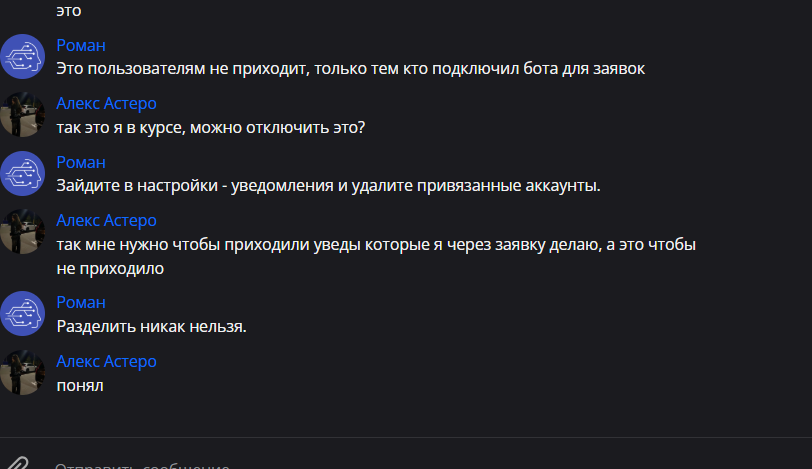 это
Роман
Это пользователям не приходит, только тем кто подключил бота для заявок
Алекс Астеро
так это я в курсе, можно отключить это?
Роман
Зайдите в настройки - уведомления и удалите привязанные аккаунты.
Алекс Астеро
так мне нужно чтобы приходили уведы которые я через заявку делаю, а это чтобы
не приходило
Роман
Разделить никак нельзя.
Алекс Астеро
понял
Отправить сообщение